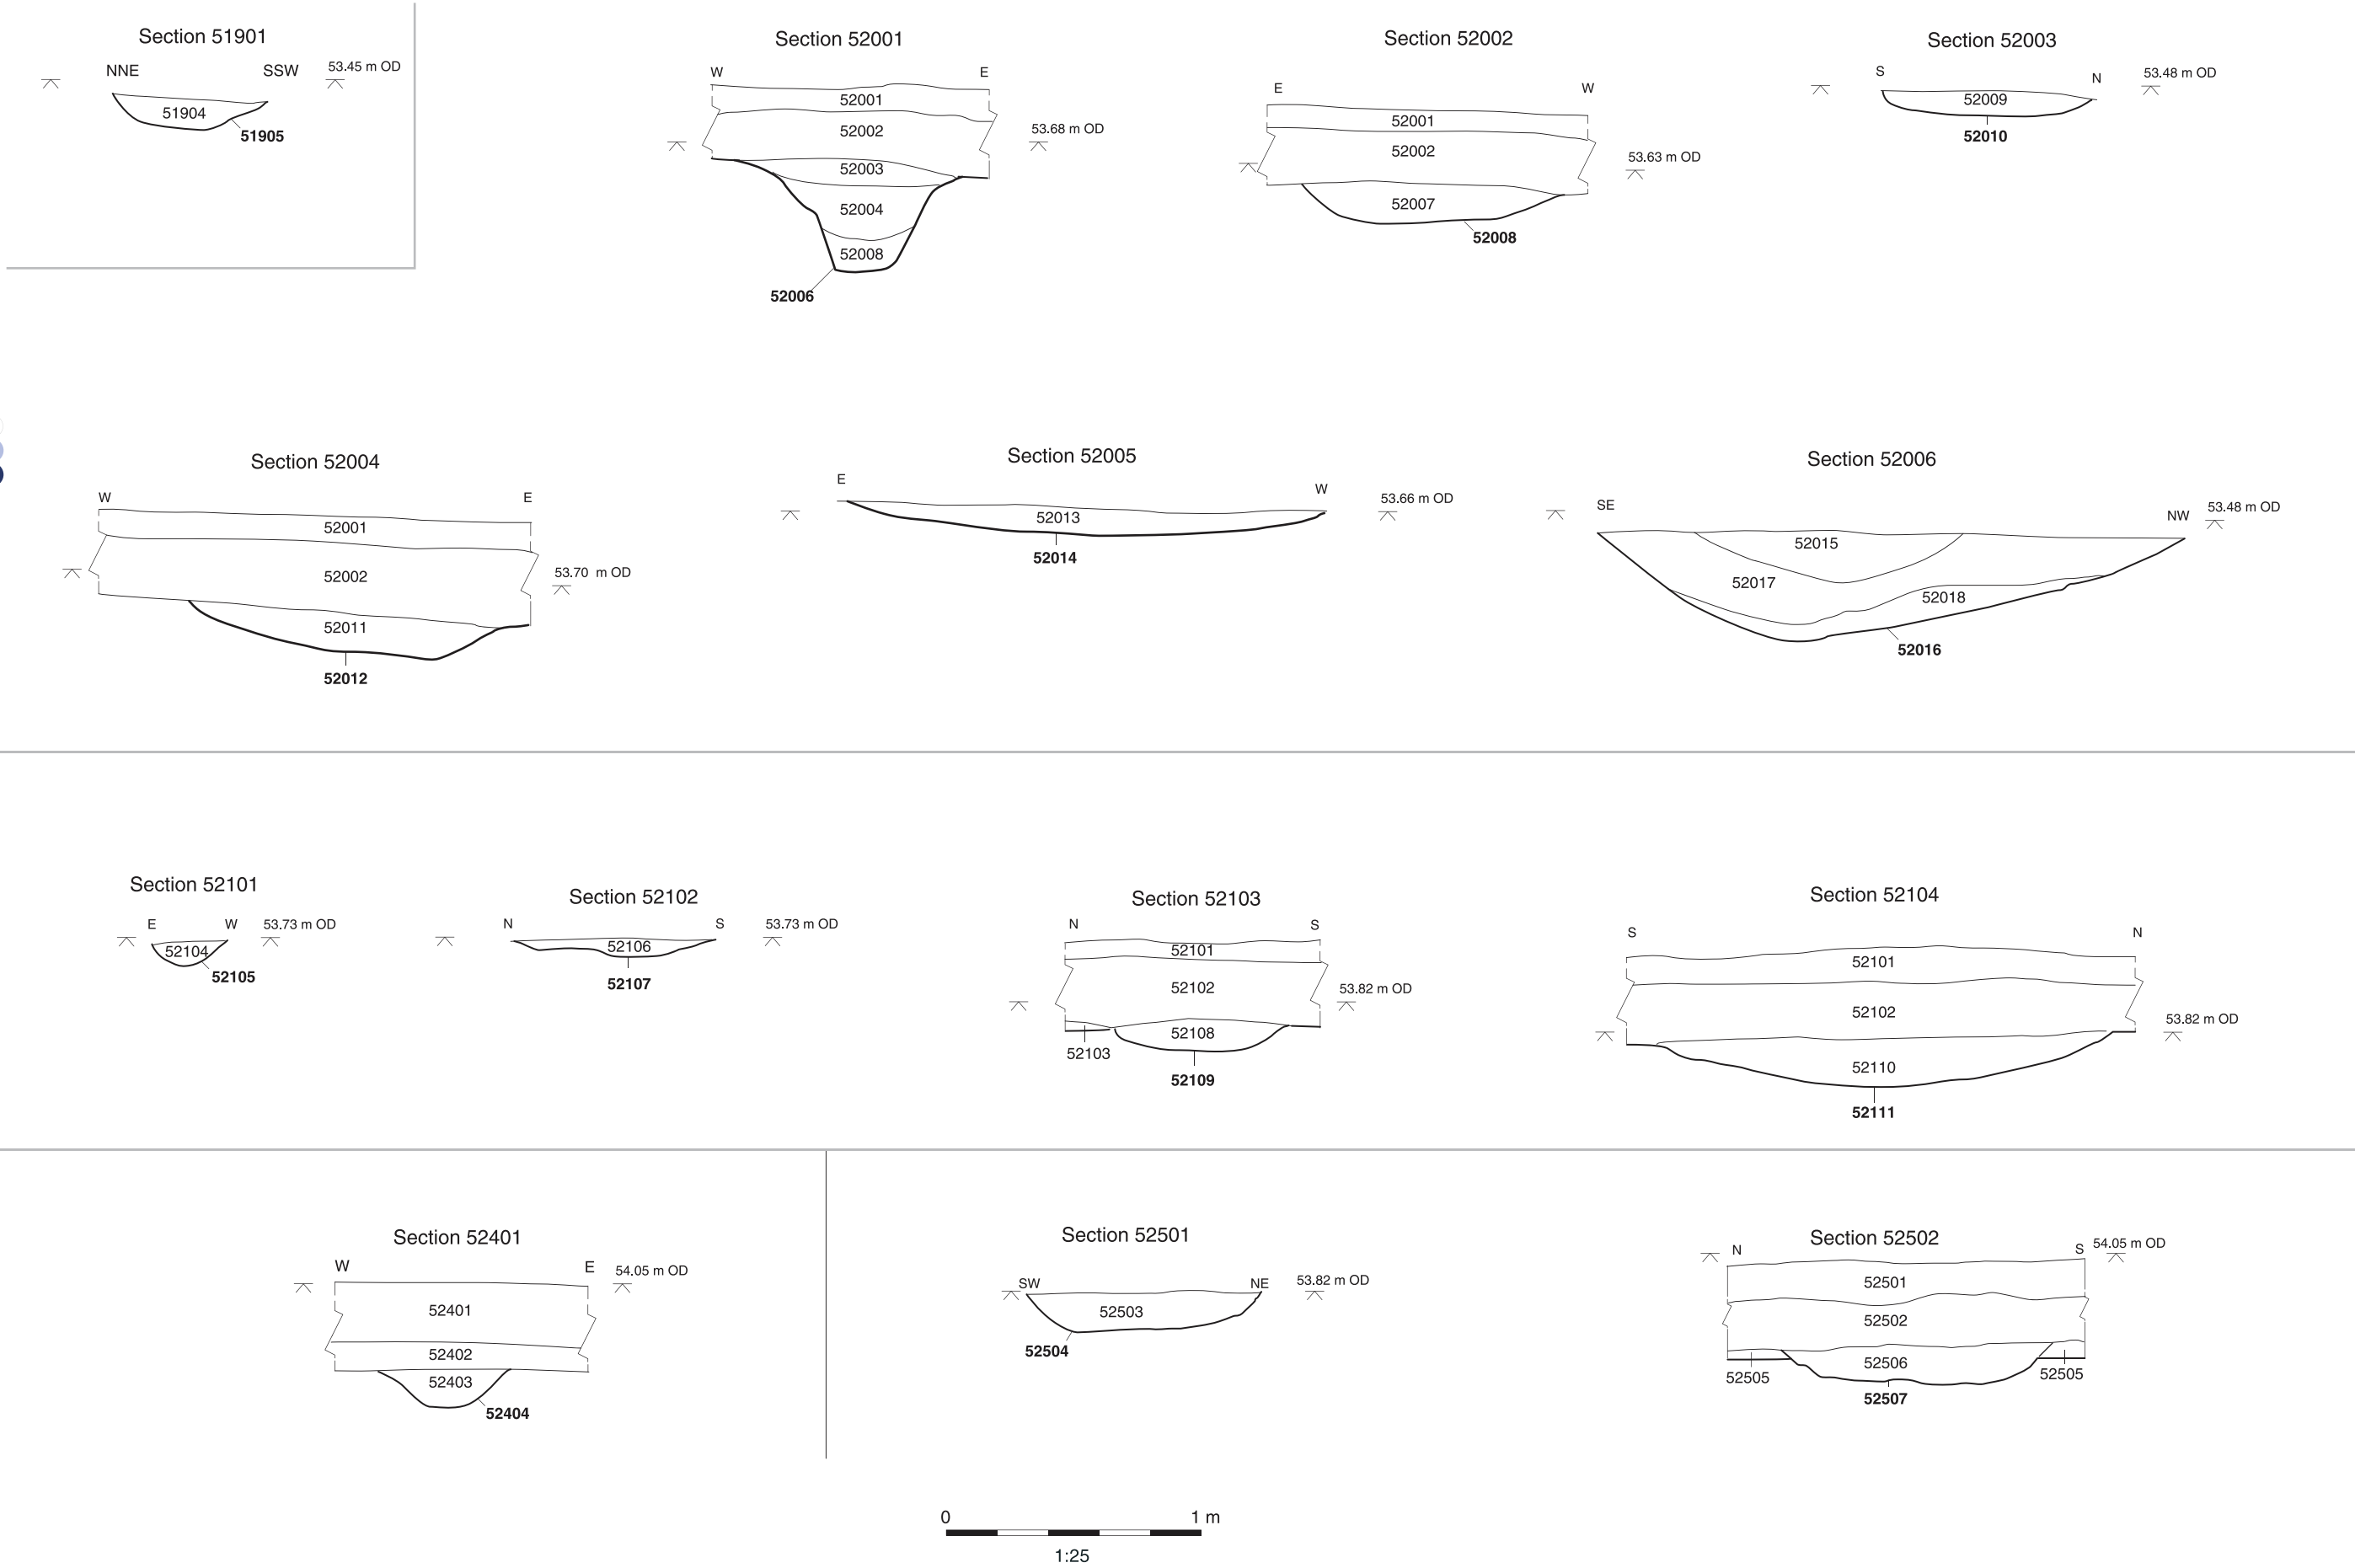 Section 51901
NNE SSW 53.45 m OD
51904
51905
Section 52001
W E
52001
52002
53.68 m OD
52003
52004
52008
52006
Section 52002
E W
52001
52002
53.63 m OD
52007
52008
Section 52003
S N 53.48 m OD
52009
52010
Section 52004
W E
52001
52002
53.70 m OD
52011
52012
Section 52005
E W 53.66 m OD
52013
52014
Section 52006
SE NW 53.48 m OD
52015
52017
52018
52016
Section 52101
E W 53.73 m OD
52104
52105
Section 52102
N S 53.73 m OD
52106
52107
Section 52103
N S
52101
52102
53.82 m OD
52108
52103
52109
Section 52104
S N
52101
52102
53.82 m OD
52110
52111
Section 52401
W E 54.05 m OD
52401
52402
52403
52404
Section 52501
SW NE 53.82 m OD
52503
52504
Section 52502
N S 54.05 m OD
52501
52502
52506
52505 52505
52507
0 1 m
1:25